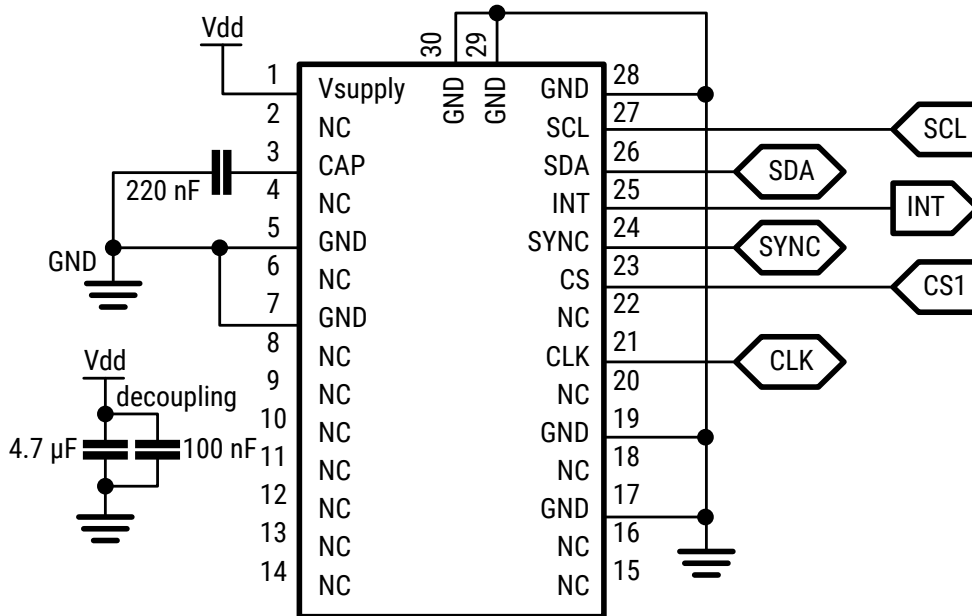 Vdd
30
29
1
Vsupply
GND
GND
GND
28
2
NC
SCL
27
SCL
3
CAP
SDA
26
SDA
220 nF
4
NC
INT
25
INT
5
GND
SYNC
24
SYNC
GND
6
NC
CS
23
CS1
7
GND
NC
22
8
NC
CLK
21
CLK
Vdd
9
NC
NC
20
decoupling
10
NC
GND
19
4.7 µF
100 nF
11
NC
NC
18
12
NC
GND
17
13
NC
NC
16
14
NC
NC
15